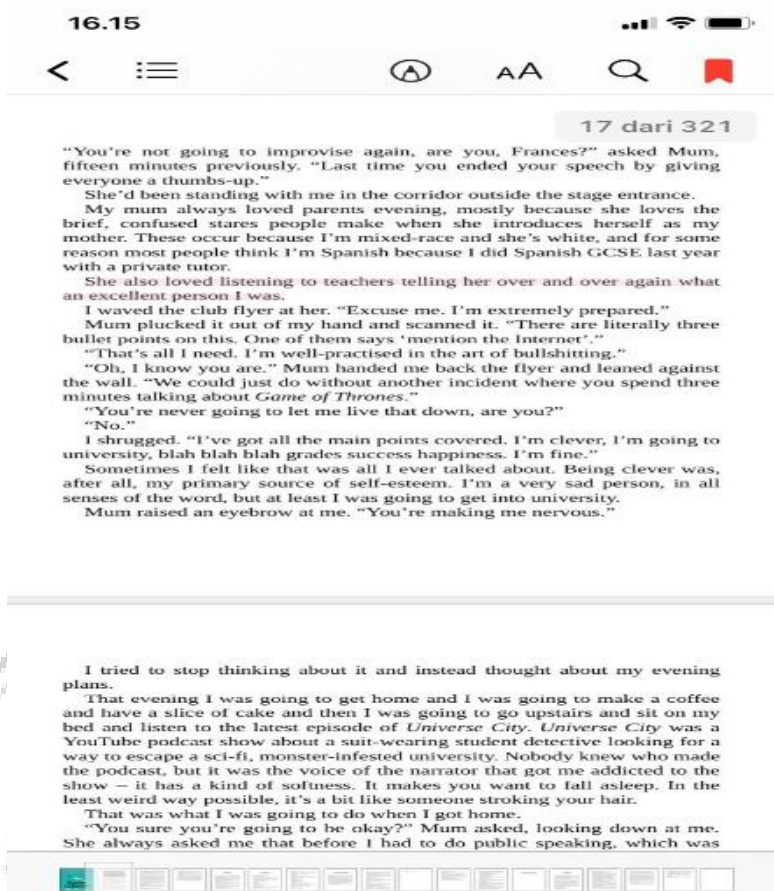 16.15
AA
17 dari 321
“You’re not going to improvise again, are you, Frances?” asked Mum,
fifteen minutes previously. “Last time you ended your speech by giving
everyone a thumbs-up.”
She’d been standing with me in the corridor outside the stage entrance.
My mum always loved parents evening, mostly because she loves the
brief, confused stares people make when she introduces herself as my
mother. These occur because I’m mixed-race and she’s white, and for some
reason most people think I’m Spanish because I did Spanish GCSE last year
with a private tutor.
She also loved listening to teachers telling her over and over again what
an excellent person I was.
I waved the club flyer at her. “Excuse me. I’m extremely prepared.”
Mum plucked it out of my hand and scanned it. “There are literally three
bullet points on this. One of them says ‘mention the Internet’.”
“That’s all I need. I’m well-practised in the art of bullshitting.”
“Oh, I know you are.” Mum handed me back the flyer and leaned against
the wall. “We could just do without another incident where you spend three
minutes talking about Game of Thrones.”
“You’re never going to let me live that down, are you?”
“No.”
I shrugged. “I’ve got all the main points covered. I’m clever, I’m going to
university, blah blah blah grades success happiness. I’m fine.”
Sometimes I felt like that was all I ever talked about. Being clever was,
after all, my primary source of self-esteem. I’m a very sad person, in all
senses of the word, but at least I was going to get into university.
Mum raised an eyebrow at me. “You’re making me nervous.”
I tried to stop thinking about it and instead thought about my evening
plans.
That evening I was going to get home and I was going to make a coffee
and have a slice of cake and then I was going to go upstairs and sit on my
bed and listen to the latest episode of Universe City. Universe City was a
YouTube podcast show about a suit-wearing student detective looking for a
way to escape a sci-fi, monster-infested university. Nobody knew who made
the podcast, but it was the voice of the narrator that got me addicted to the
show – it has a kind of softness. It makes you want to fall asleep. In the
least weird way possible, it’s a bit like someone stroking your hair.
That was what I was going to do when I got home.
“You sure you’re going to be okay?” Mum asked, looking down at me.
She always asked me that before I had to do public speaking, which was